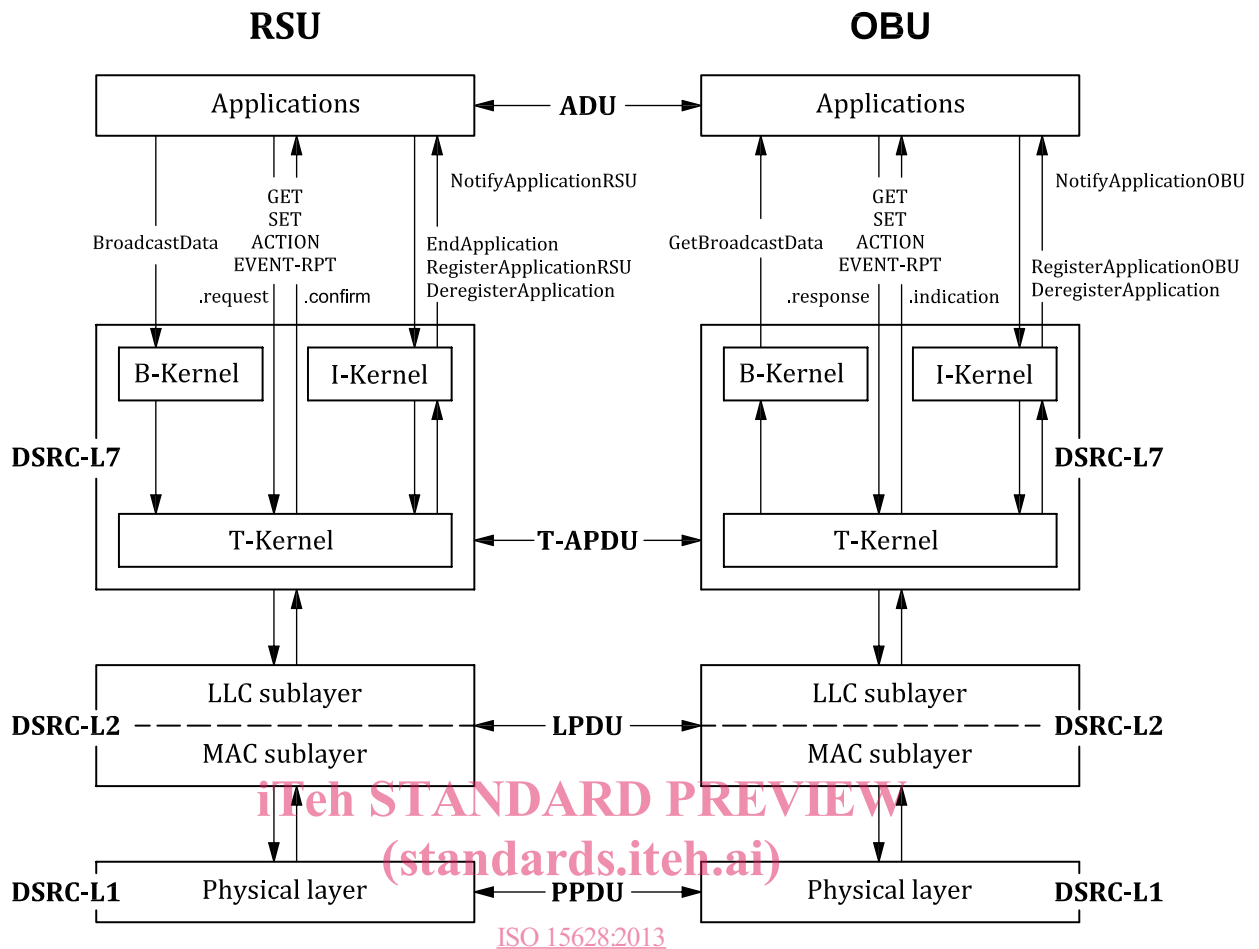 RSU
OBU
Applications
ADU
Applications
NotifyApplicationRSU
NotifyApplicationOBU
GET
SET
ACTION
EVENT-RPT
BroadcastData
EndApplication
RegisterApplicationRSU
DeregisterApplication
.request
.confirm
GET
SET
ACTION
EVENT-RPT
GetBroadcastData
RegisterApplicationOBU
DeregisterApplication
.response
.indication
B-Kernel
I-Kernel
B-Kernel
I-Kernel
DSRC-L7
DSRC-L7
T-Kernel
T-APDU
T-Kernel
LLC sublayer
LLC sublayer
DSRC-L2
LPDU
DSRC-L2
MAC sublayer
MAC sublayer
iTeh STANDARD PREVIEW
(standards.iteh.ai)
DSRC-L1
Physical layer
PPDU
Physical layer
DSRC-L1
ISO 15628:2013